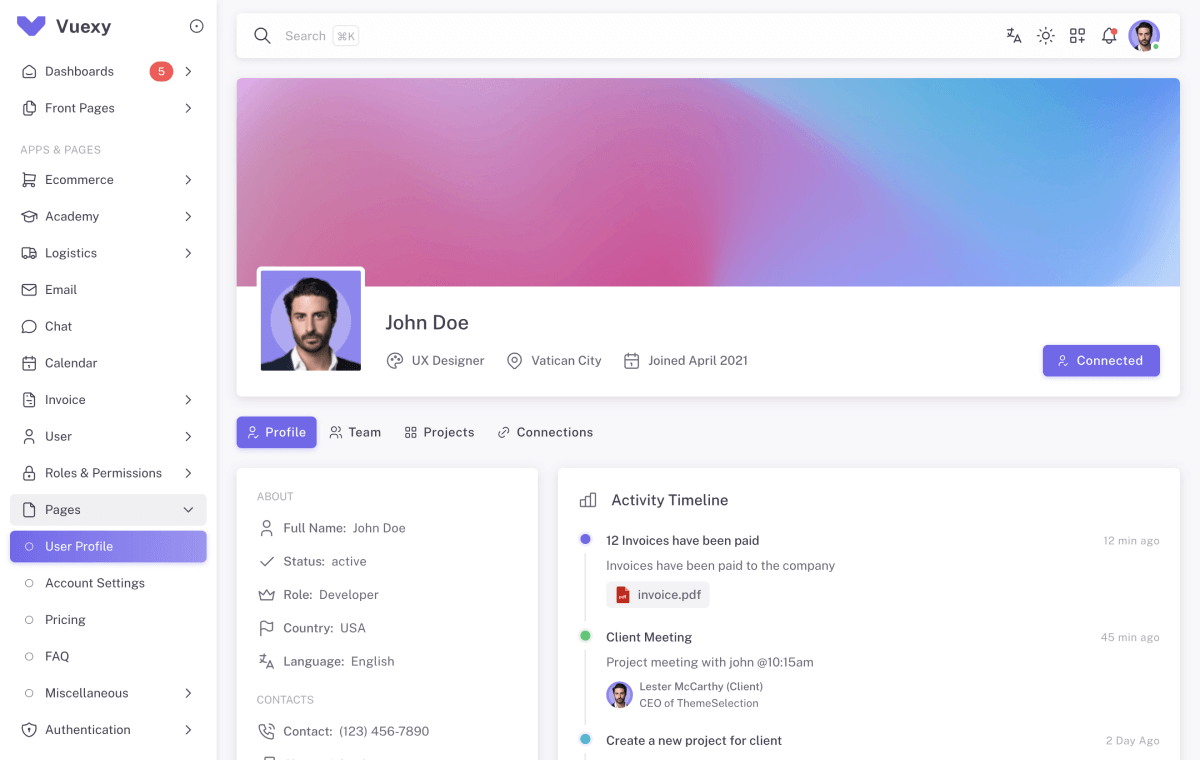 Vuexy
Dashboards 5
Front Pages
APPS & PAGES
Ecommerce
Academy
Logistics
Email
Chat
Calendar
Invoice
User
Roles & Permissions
Pages
User Profile
Account Settings
Pricing
FAQ
Miscellaneous
Authentication
Search ⌘K
John Doe
UX Designer Vatican City Joined April 2021
Connected
Profile Team Projects Connections
ABOUT
Full Name: John Doe
Status: active
Role: Developer
Country: USA
Language: English
CONTACTS
Contact: (123) 456-7890
Activity Timeline
12 Invoices have been paid 12 min ago
Invoices have been paid to the company
invoice.pdf
Client Meeting 45 min ago
Project meeting with john @10:15am
Lester McCarthy (Client)
CEO of ThemeSelection
Create a new project for client 2 Day Ago